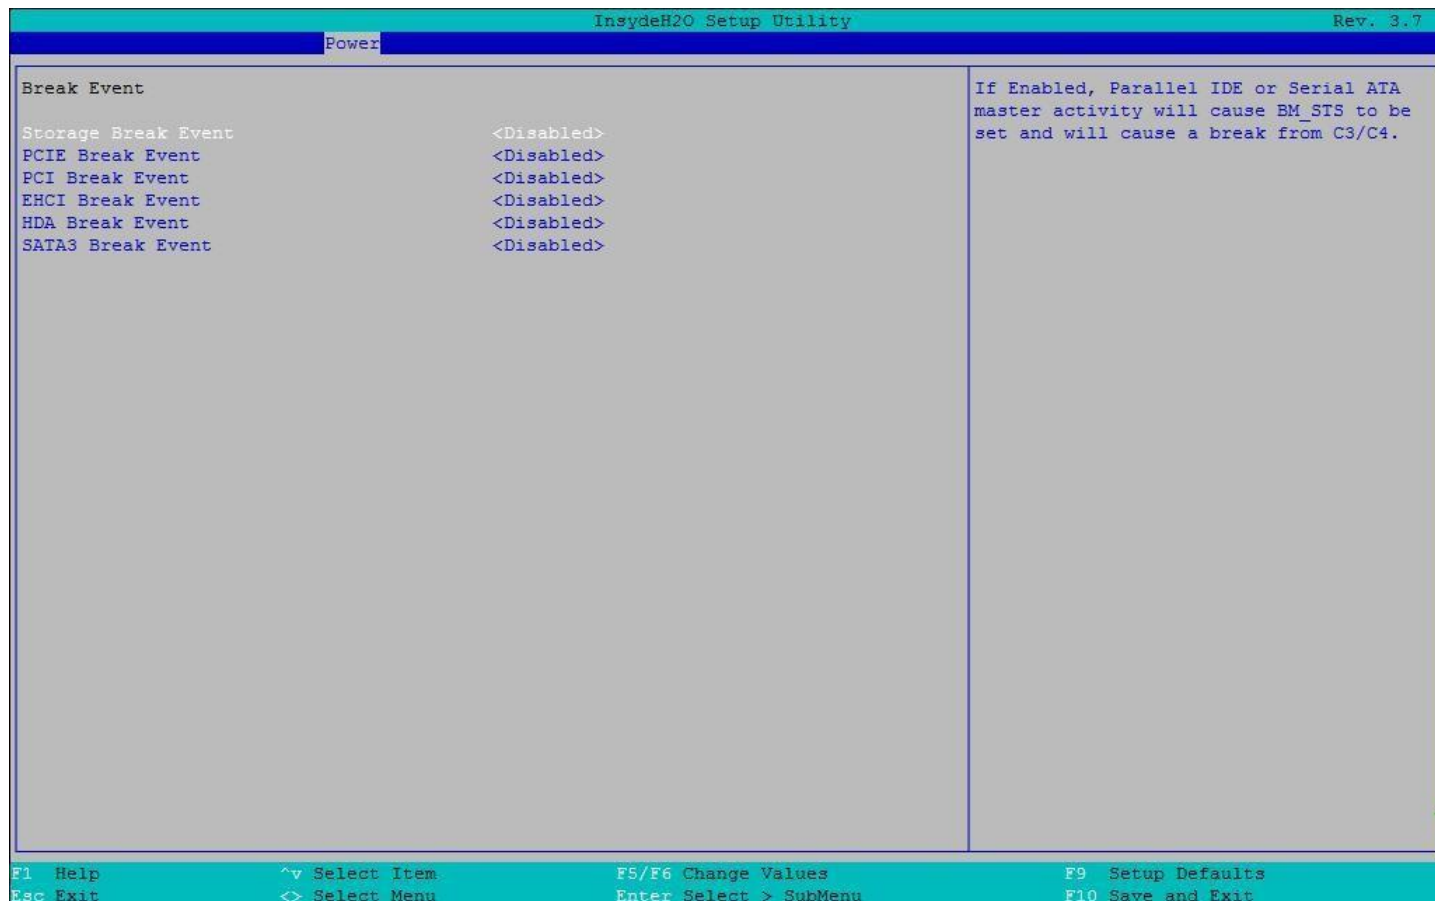 InsydeH2O Setup Utility Rev. 3.7
Power
Break Event
Storage Break Event <Disabled>
PCIE Break Event <Disabled>
PCI Break Event <Disabled>
EHCI Break Event <Disabled>
HDA Break Event <Disabled>
SATA3 Break Event <Disabled>
If Enabled, Parallel IDE or Serial ATA
master activity will cause BM_STS to be
set and will cause a break from C3/C4.
F1 Help ^v Select Item F5/F6 Change Values F9 Setup Defaults
Esc Exit <> Select Menu Enter Select > SubMenu F10 Save and Exit